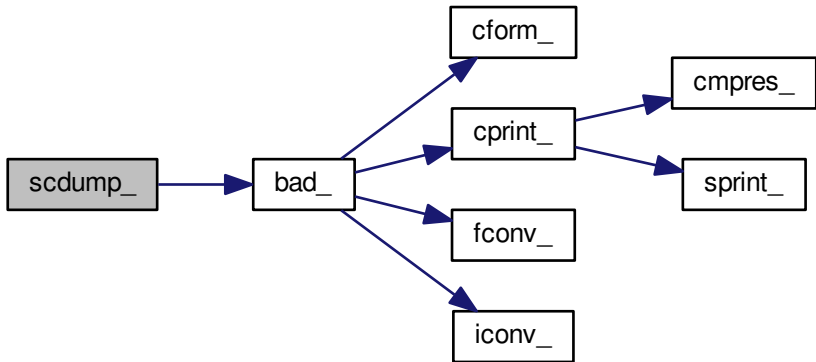 scdump_
bad_
cform_
cprint_
fconv_
iconv_
cmpres_
sprint_